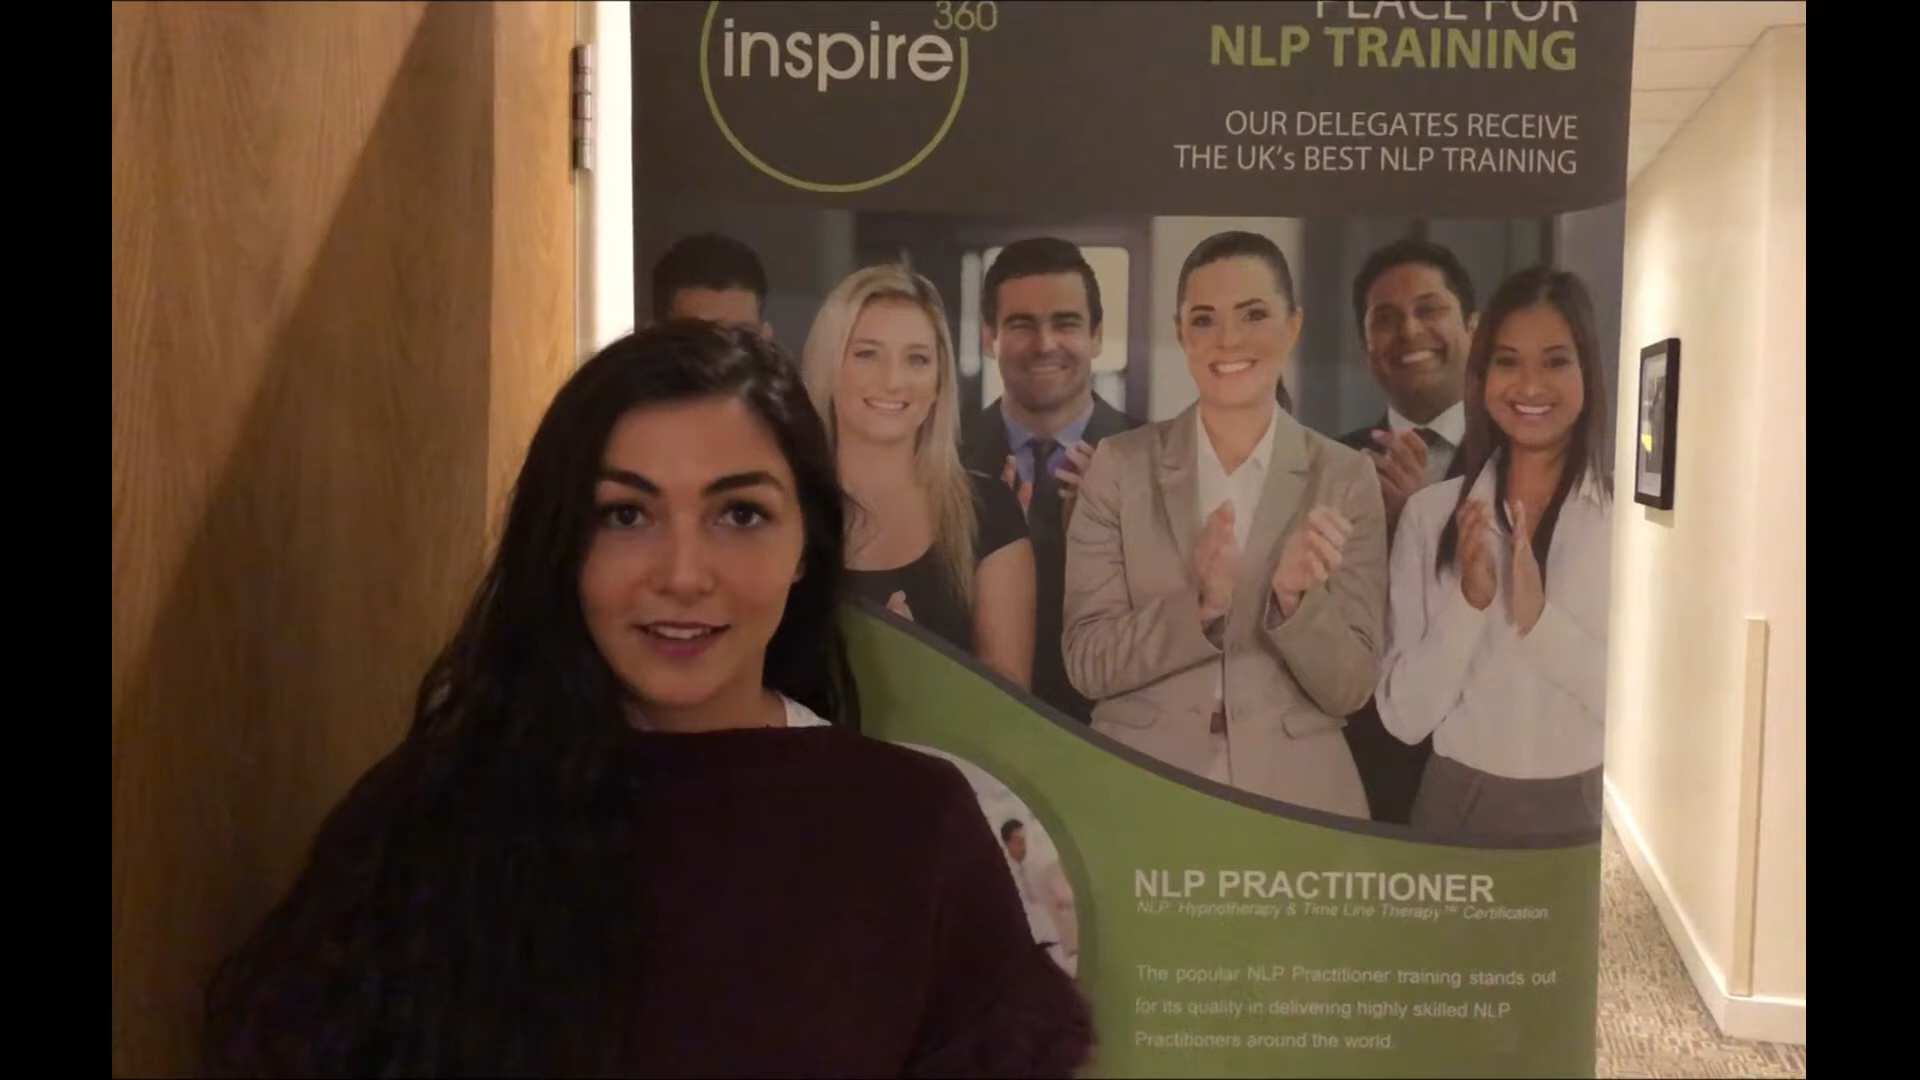 360
inspire
PLACE FOR
NLP TRAINING
OUR DELEGATES RECEIVE
THE UK's BEST NLP TRAINING
NLP PRACTITIONER
NLP, Hypnotherapy & Time Line Therapy™ Certification
The popular NLP Practitioner training stands out
for its quality in delivering highly skilled NLP
Practitioners around the world.